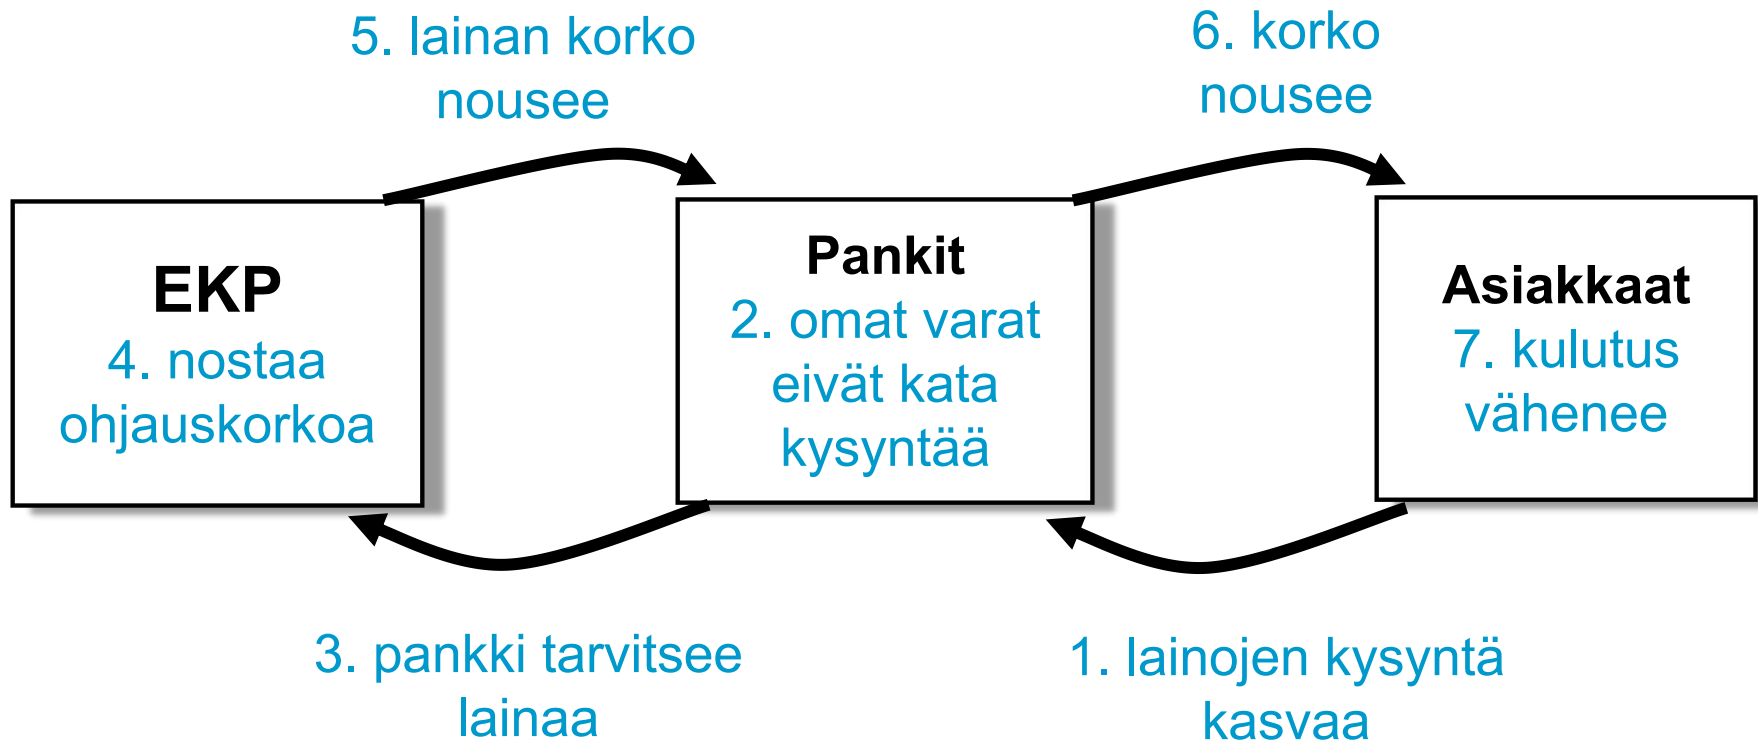 5. lainan korko
nousee
6. korko
nousee
EKP
4. nostaa
ohjauskorkoa
Pankit
2. omat varat
eivät kata
kysyntää
Asiakkaat
7. kulutus
vähenee
3. pankki tarvitsee
lainaa
1. lainojen kysyntä
kasvaa